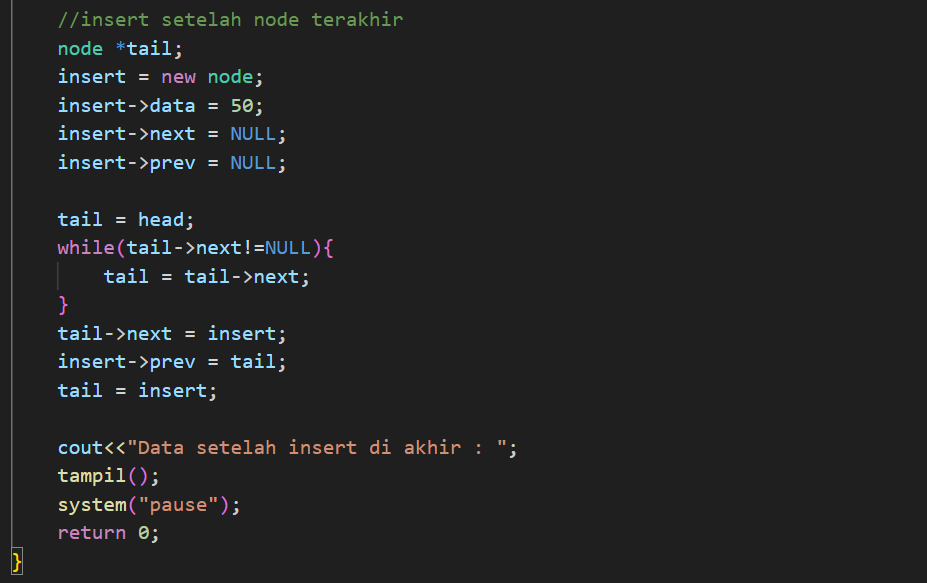 //insert setelah node terakhir
node *tail;
insert = new node;
insert->data = 50;
insert->next = NULL;
insert->prev = NULL;
tail = head;
while(tail->next!=NULL){
tail = tail->next;
}
tail->next = insert;
insert->prev = tail;
tail = insert;
cout<<"Data setelah insert di akhir : ";
tampil();
system("pause");
return 0;
}